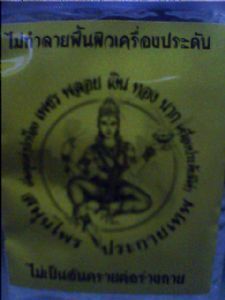 ไม่ทำลายพื้นผิวเครื่องประดับ
เพชร พลอย เงิน ทอง นาก
สมุนไพร ประกายเทพ
ไม่เป็นอันตรายต่อร่างกาย